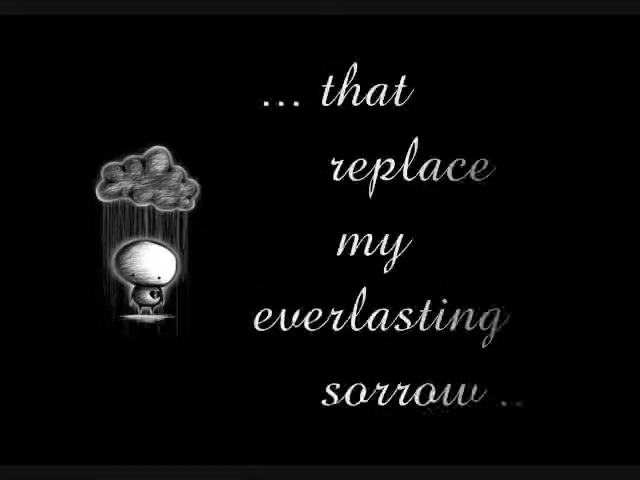 ... that
replace
my
everlasting
sorrow ...